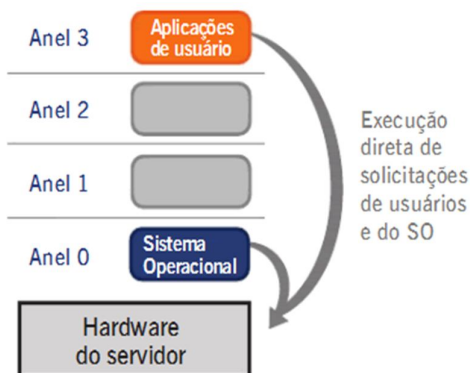 Anel 3
Aplicações
de usuário
Anel 2
Anel 1
Anel 0
Sistema
Operacional
Execução
direta de
solicitações
de usuários
e do SO
Hardware
do servidor